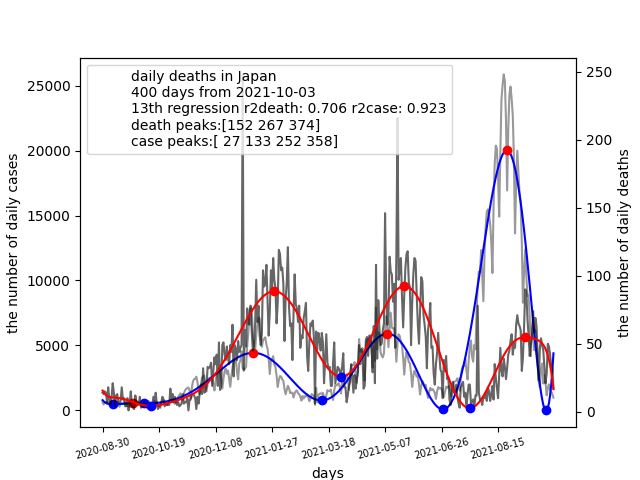 daily deaths in Japan
400 days from 2021-10-03
13th regression r2death: 0.706 r2case: 0.923
death peaks:[152 267 374]
case peaks:[ 27 133 252 358]
25000
20000
15000
10000
5000
0
the number of daily cases
250
200
150
100
50
0
the number of daily deaths
2020-08-30
2020-10-19
2020-12-08
2021-01-27
2021-03-18
2021-05-07
2021-06-26
2021-08-15
days